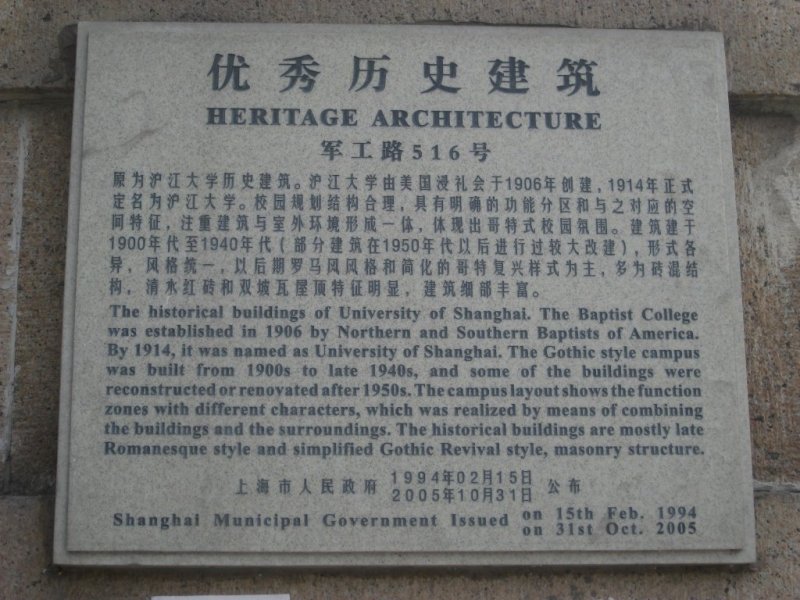 优秀历史建筑
HERITAGE ARCHITECTURE
军工路516号
原为沪江大学历史建筑。沪江大学由美国浸礼会于1906年创建，1914年正式
定名为沪江大学。校园规划结构合理，具有明确的功能分区和与之对应的空
间特征，注重建筑与室外环境形成一体，体现出哥特式校园氛围。建筑建于
1900年代至1940年代（部分建筑在1950年代以后进行过较大改建），形式各
异，风格统一，以后期罗马风风格和简化的哥特复兴样式为主，多为砖混结
构，清水红砖和双坡瓦屋顶特征明显，建筑细部丰富。
The historical buildings of University of Shanghai. The Baptist College
was established in 1906 by Northern and Southern Baptists of America.
By 1914, it was named as University of Shanghai. The Gothic style campus
was built from 1900s to late 1940s, and some of the buildings were
reconstructed or renovated after 1950s. The campus layout shows the function
zones with different characters, which was realized by means of combining
the buildings and the surroundings. The historical buildings are mostly late
Romanesque style and simplified Gothic Revival style, masonry structure.
上海市人民政府 1994年02月15日 公布
2005年10月31日
Shanghai Municipal Government Issued on 15th Feb. 1994
on 31st Oct. 2005